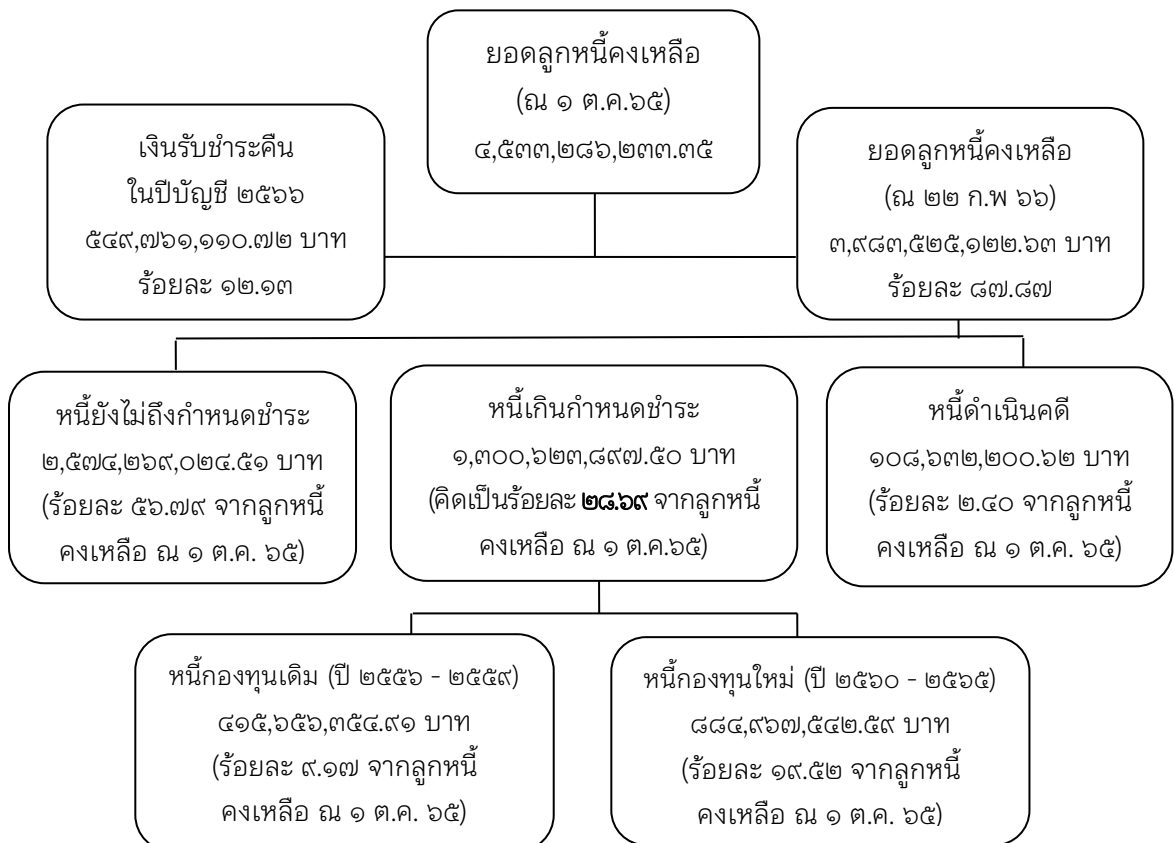 ยอดลูกหนี้คงเหลือ
(ณ ๑ ต.ค.๖๕)
๔,๕๓๓,๒๘๖,๒๓๓.๓๕
เงินรับชำระคืน
ในปีบัญชี ๒๕๖๖
๕๔๙,๗๖๑,๑๑๐.๗๒ บาท
ร้อยละ ๑๒.๑๓
ยอดลูกหนี้คงเหลือ
(ณ ๒๒ ก.พ ๖๖)
๓,๙๘๓,๕๒๕,๑๒๒.๖๓ บาท
ร้อยละ ๘๗.๘๗
หนี้ยังไม่ถึงกำหนดชำระ
๒,๕๗๔,๒๖๙,๐๒๔.๕๑ บาท
(ร้อยละ ๕๖.๗๙ จากลูกหนี้
คงเหลือ ณ ๑ ต.ค. ๖๕)
หนี้เกินกำหนดชำระ
๑,๓๐๐,๖๒๓,๘๙๗.๕๐ บาท
(คิดเป็นร้อยละ ๒๘.๖๙ จากลูกหนี้
คงเหลือ ณ ๑ ต.ค.๖๕)
หนี้ดำเนินคดี
๑๐๘,๖๓๒,๒๐๐.๖๒ บาท
(ร้อยละ ๒.๔๐ จากลูกหนี้
คงเหลือ ณ ๑ ต.ค. ๖๕)
หนี้กองทุนเดิม (ปี ๒๕๕๖ - ๒๕๕๙)
๔๑๕,๖๕๖,๓๕๔.๙๑ บาท
(ร้อยละ ๙.๑๗ จากลูกหนี้
คงเหลือ ณ ๑ ต.ค. ๖๕)
หนี้กองทุนใหม่ (ปี ๒๕๖๐ - ๒๕๖๕)
๘๘๔,๙๖๗,๕๔๒.๕๙ บาท
(ร้อยละ ๑๙.๕๒ จากลูกหนี้
คงเหลือ ณ ๑ ต.ค. ๖๕)